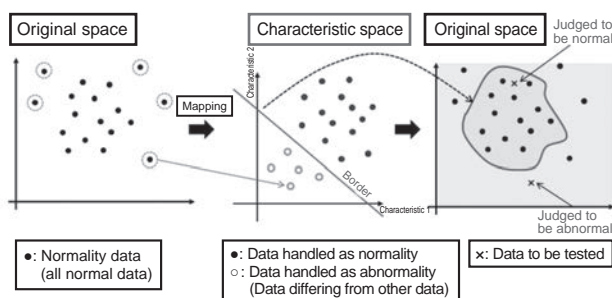 Original space
Characteristic space
Original space
Judged to
be normal
Characteristic 2
Mapping
Border
Characteristic 1
Judged to
be abnormal
●: Normality data
(all normal data)
●: Data handled as normality
○: Data handled as abnormality
(Data differing from other data)
×: Data to be tested